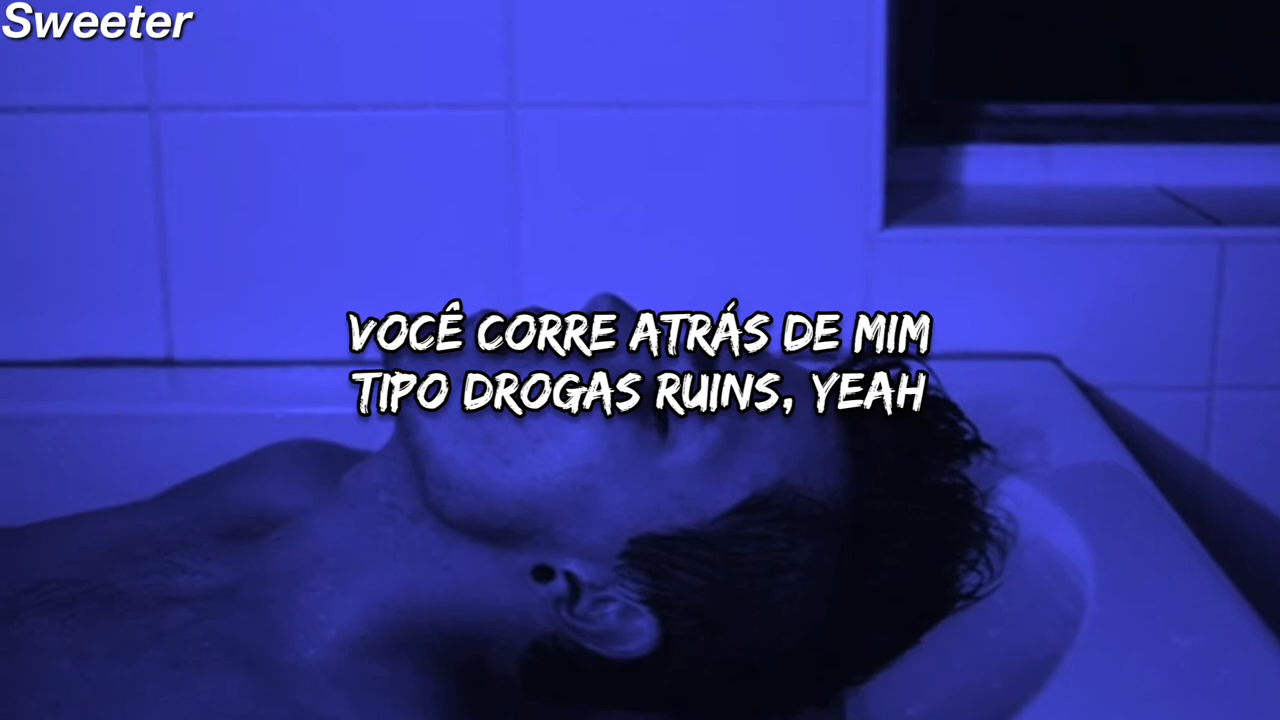 Sweeter
VOCÊ CORRE ATRÁS DE MIM
TIPO DROGAS RUINS, YEAH